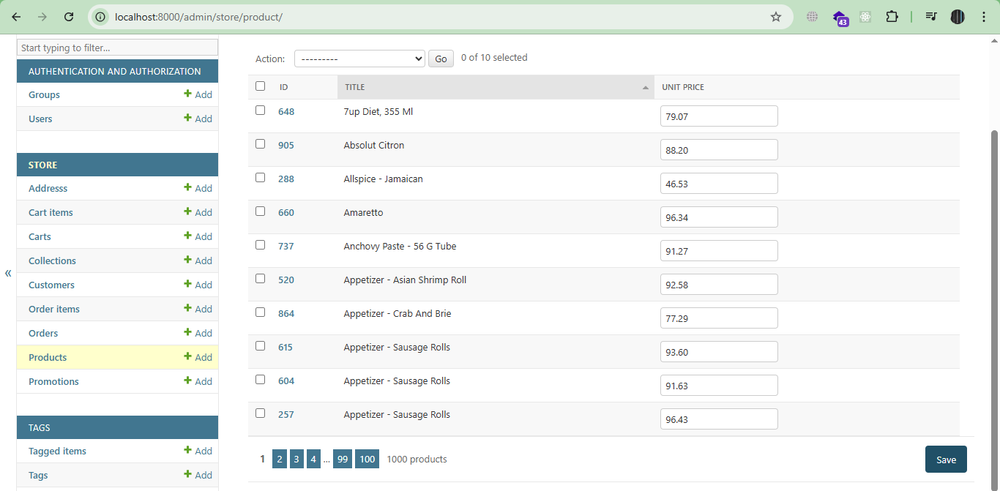 localhost:8000/admin/store/product/
43
Start typing to filter...
AUTHENTICATION AND AUTHORIZATION
Groups + Add
Users + Add
STORE
Addresss + Add
Cart items + Add
Carts + Add
Collections + Add
Customers + Add
Order items + Add
Orders + Add
Products + Add
Promotions + Add
TAGS
Tagged items + Add
Tags + Add
«
Action: --------- Go 0 of 10 selected
ID TITLE UNIT PRICE
648 7up Diet, 355 Ml 79.07
905 Absolut Citron 88.20
288 Allspice - Jamaican 46.53
660 Amaretto 96.34
737 Anchovy Paste - 56 G Tube 91.27
520 Appetizer - Asian Shrimp Roll 92.58
864 Appetizer - Crab And Brie 77.29
615 Appetizer - Sausage Rolls 93.60
604 Appetizer - Sausage Rolls 91.63
257 Appetizer - Sausage Rolls 96.43
1 2 3 4 ... 99 100 1000 products
Save